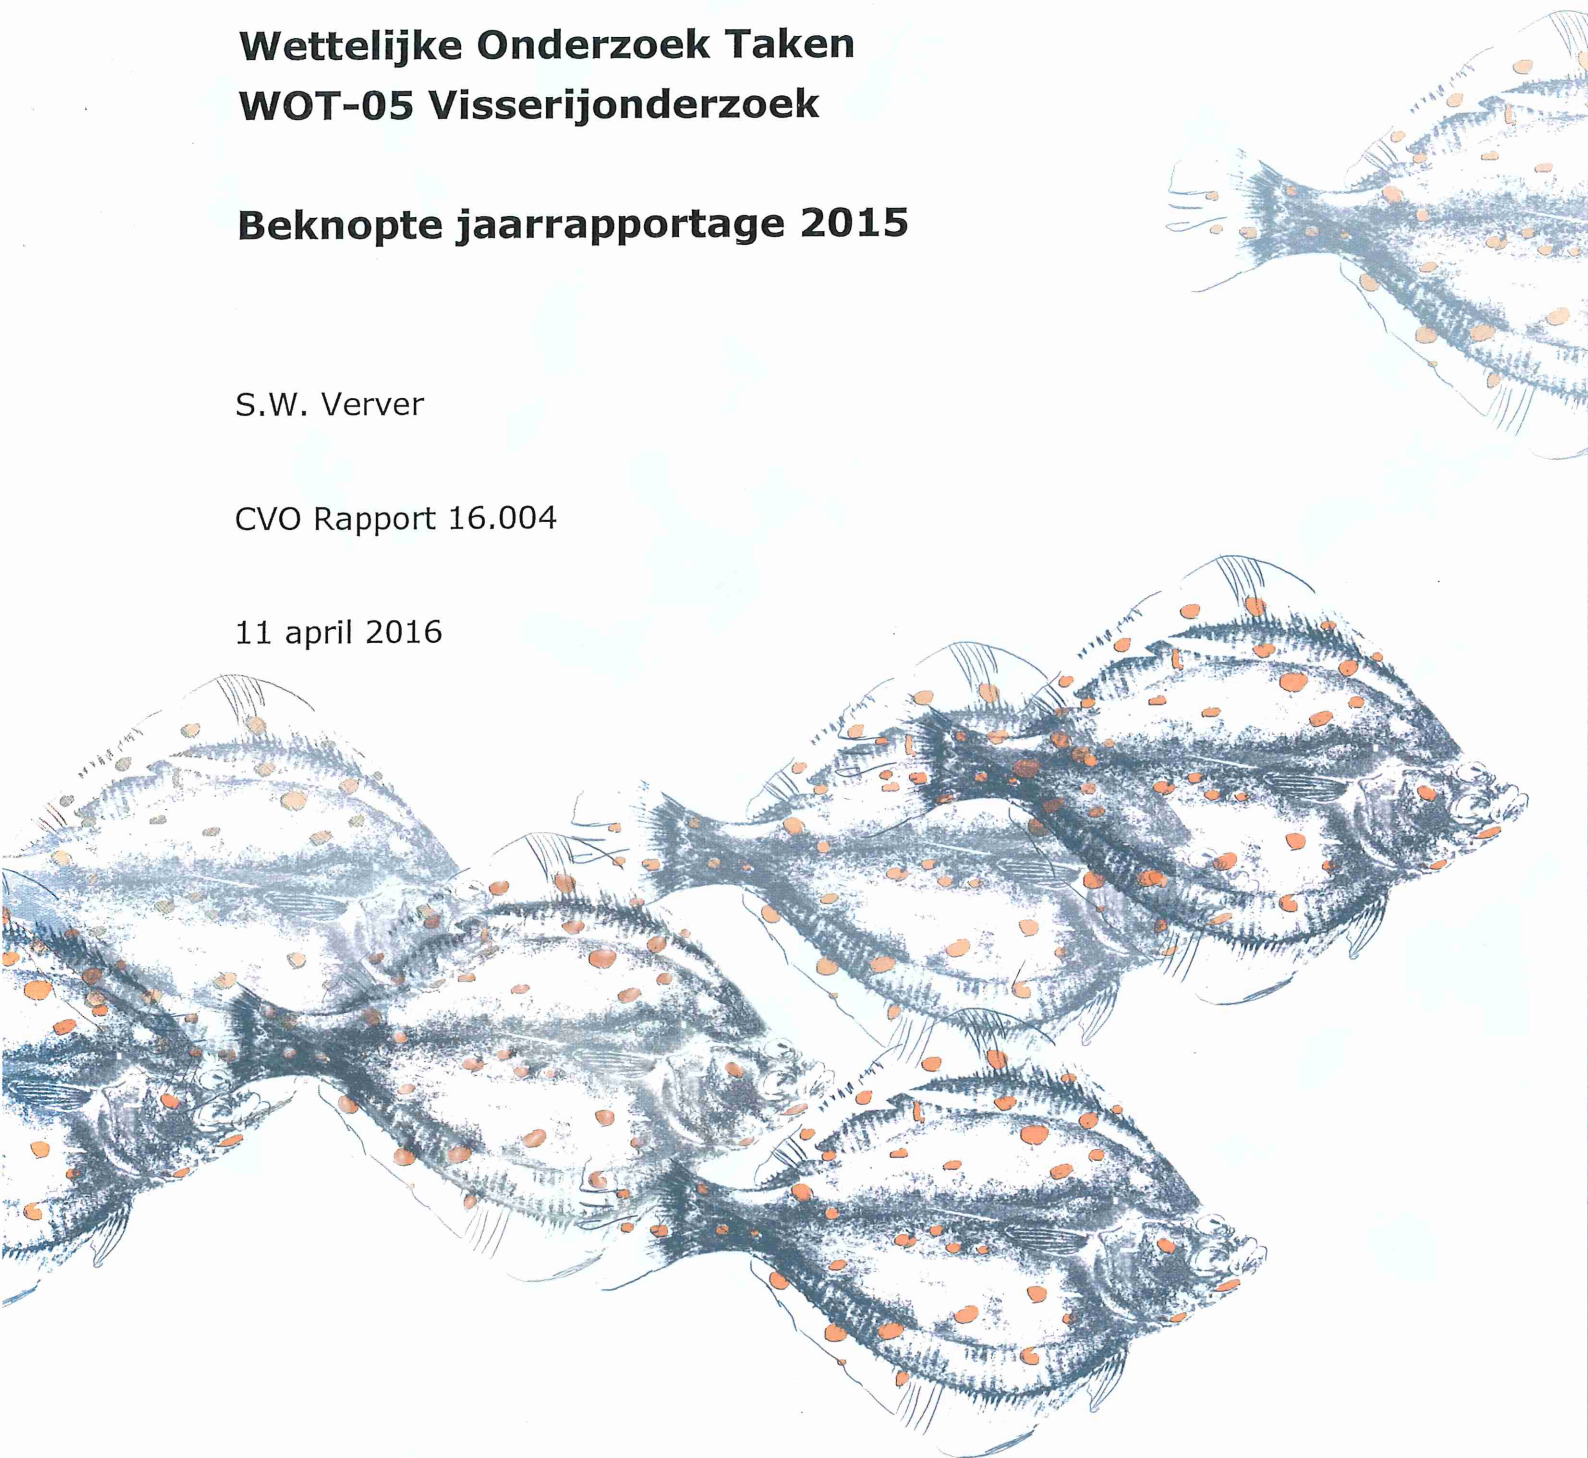 Wettelijke Onderzoek Taken
WOT-05 Visserijonderzoek
Beknopte jaarrapportage 2015
S.W. Verver
CVO Rapport 16.004
11 april 2016